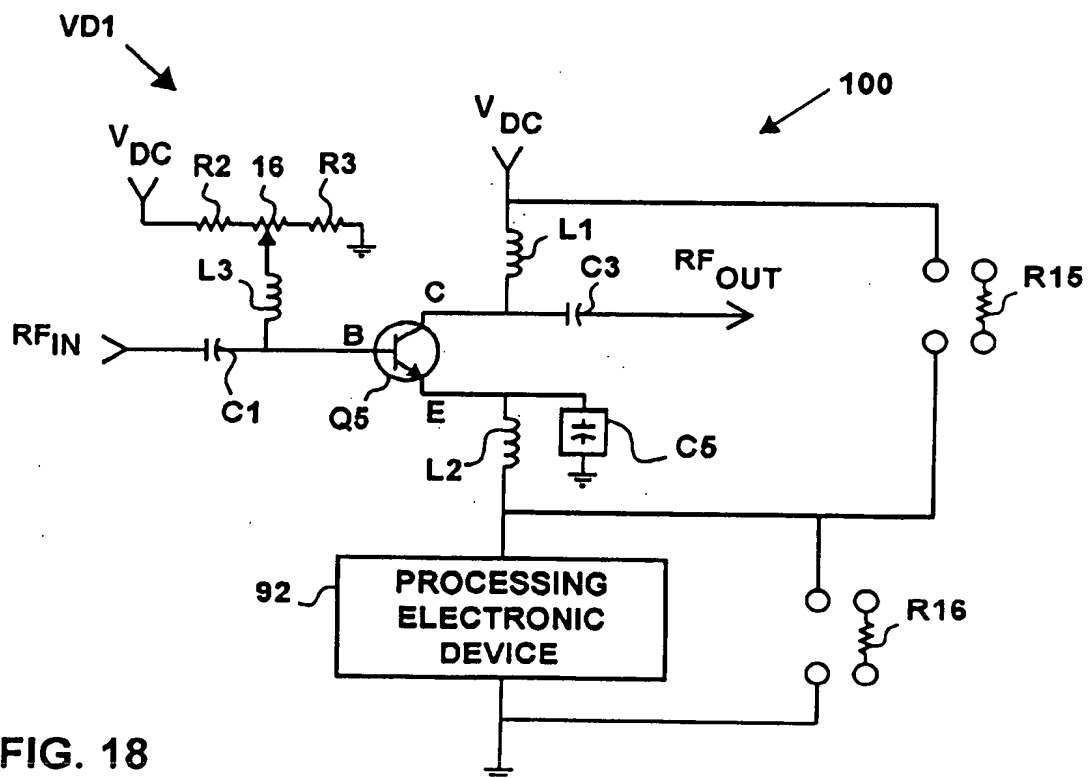 VD1
100
VDC
VDC
R2 16 R3
L1
C3
RFOUT
L3
C
R15
RFIN
B
C1
Q5
E
L2
C5
92
PROCESSING
ELECTRONIC
DEVICE
R16
FIG. 18